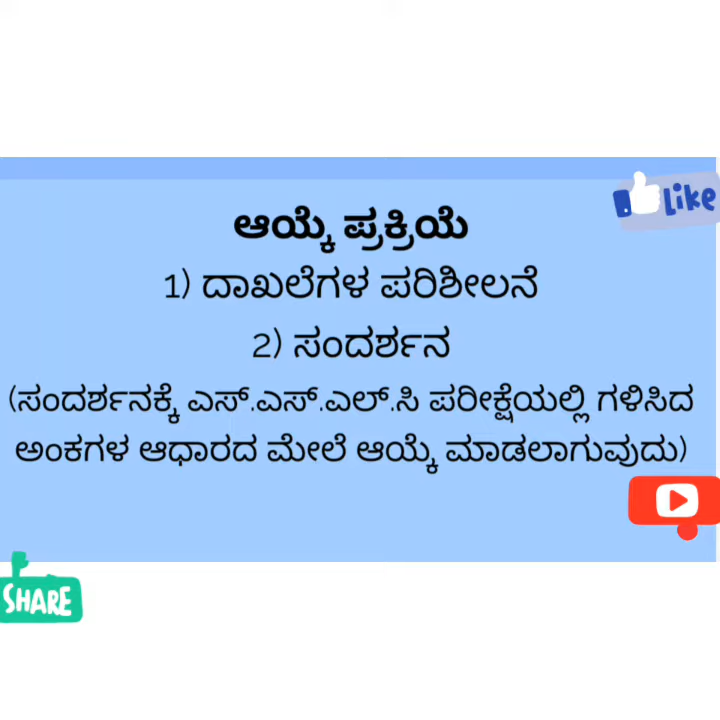 ಆಯ್ಕೆ ಪ್ರಕ್ರಿಯೆ
like
1) ದಾಖಲೆಗಳ ಪರಿಶೀಲನೆ
2) ಸಂದರ್ಶನ
(ಸಂದರ್ಶನಕ್ಕೆ ಎಸ್.ಎಸ್.ಎಲ್.ಸಿ ಪರೀಕ್ಷೆಯಲ್ಲಿ ಗಳಿಸಿದ
ಅಂಕಗಳ ಆಧಾರದ ಮೇಲೆ ಆಯ್ಕೆ ಮಾಡಲಾಗುವುದು)
SHARE